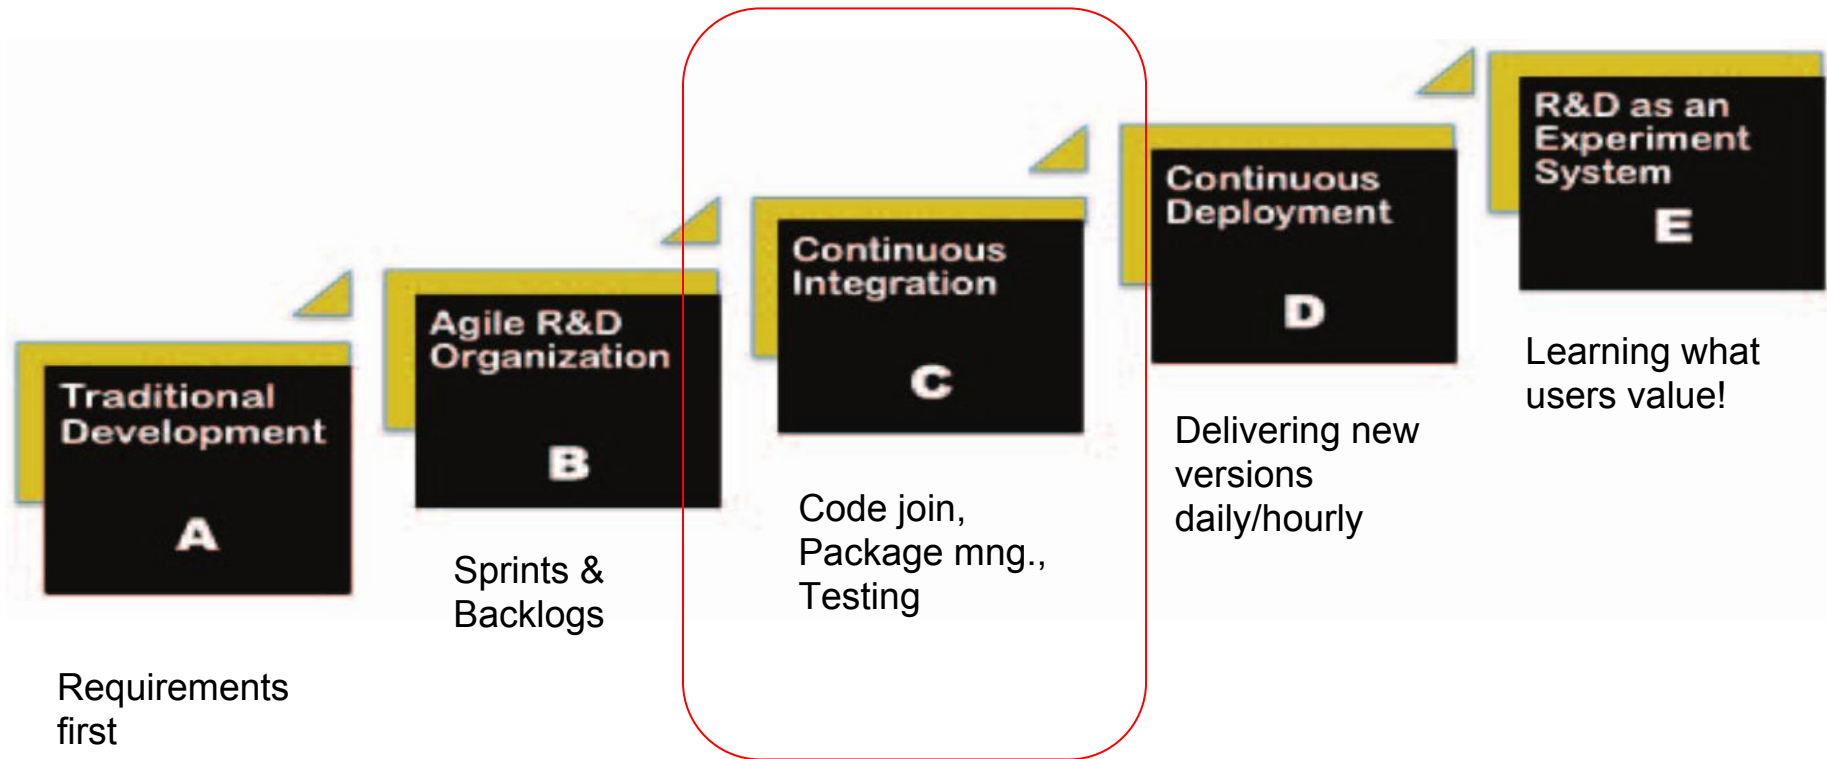 Traditional
Development
A
Requirements
first
Agile R&D
Organization
B
Sprints &
Backlogs
Continuous
Integration
C
Code join,
Package mng.,
Testing
Continuous
Deployment
D
Delivering new
versions
daily/hourly
R&D as an
Experiment
System
E
Learning what
users value!